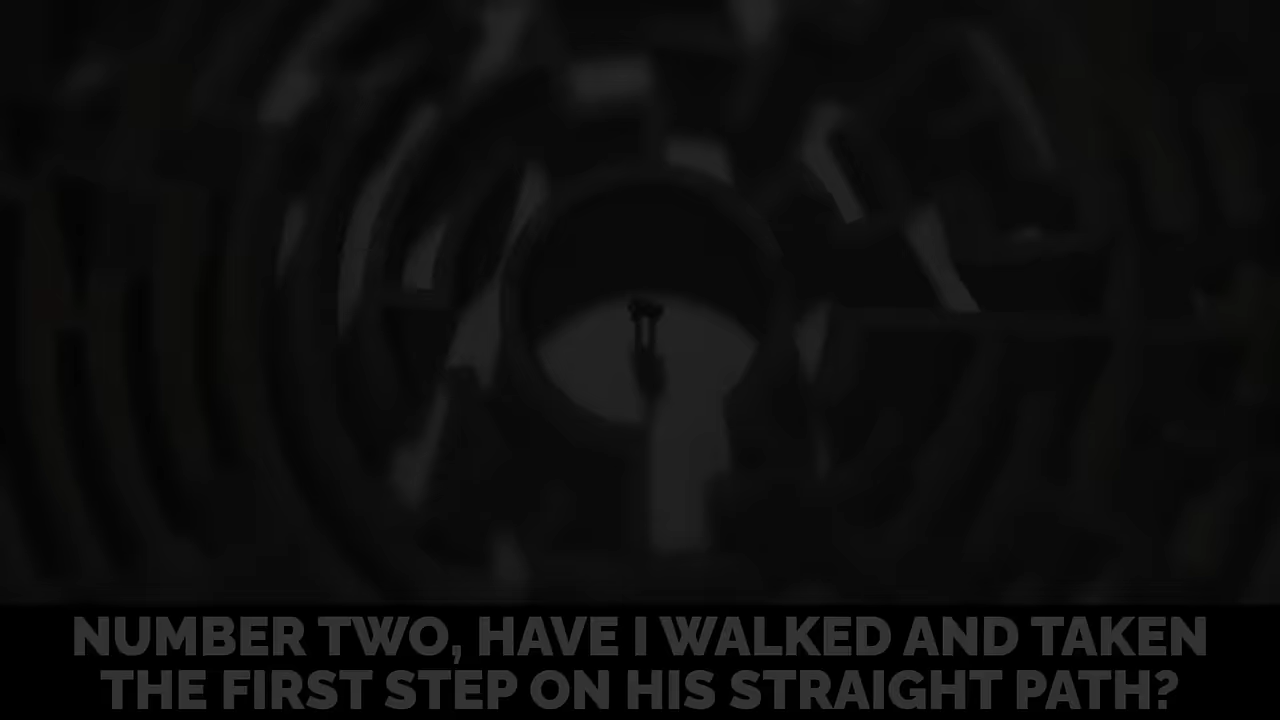 NUMBER TWO, HAVE I WALKED AND TAKEN
THE FIRST STEP ON HIS STRAIGHT PATH?